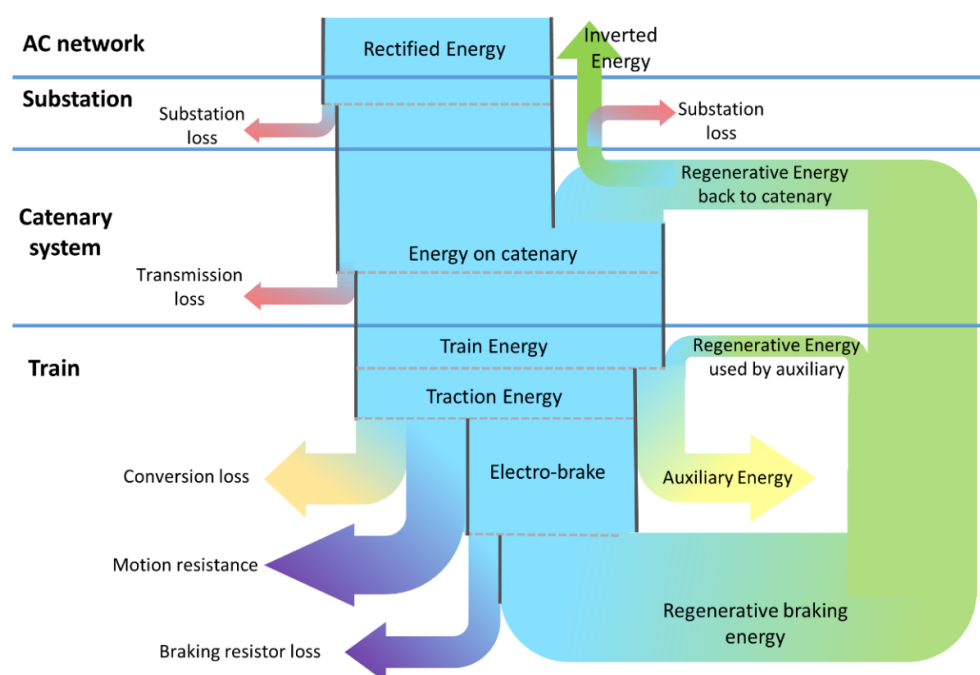 AC network
Rectified Energy
Inverted
Energy
Substation
Substation
loss
Substation
loss
Regenerative Energy
back to catenary
Catenary
system
Energy on catenary
Transmission
loss
Train
Train Energy
Regenerative Energy
used by auxiliary
Traction Energy
Conversion loss
Electro-brake
Auxiliary Energy
Motion resistance
Regenerative braking
energy
Braking resistor loss